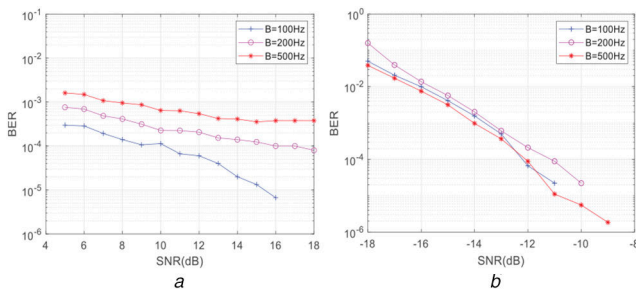 10^-1
10^-2
10^-3
10^-4
10^-5
10^-6
BER
4 6 8 10 12 14 16 18
SNR(dB)
B=100Hz
B=200Hz
B=500Hz
a
10^0
10^-2
10^-4
10^-6
BER
-18 -16 -14 -12 -10 -8
SNR(dB)
B=100Hz
B=200Hz
B=500Hz
b